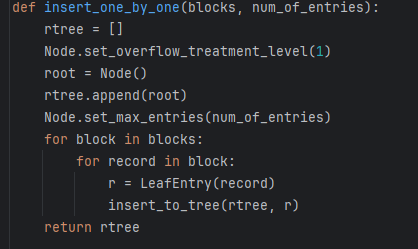 def insert_one_by_one(blocks, num_of_entries):
    rtree = []
    Node.set_overflow_treatment_level(1)
    root = Node()
    rtree.append(root)
    Node.set_max_entries(num_of_entries)
    for block in blocks:
        for record in block:
            r = LeafEntry(record)
            insert_to_tree(rtree, r)
    return rtree